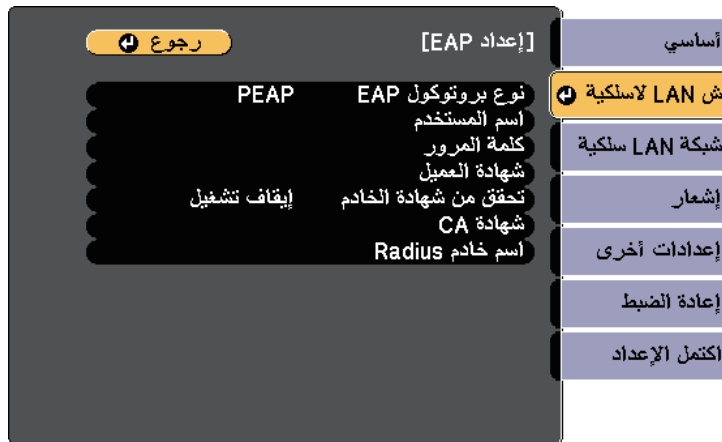 [إعداد EAP]
رجوع
نوع بروتوكول EAP PEAP
اسم المستخدم
كلمة المرور
شهادة العميل
تحقق من شهادة الخادم إيقاف تشغيل
شهادة CA
اسم خادم Radius
أساسي
ش LAN لاسلكية
شبكة LAN سلكية
إشعار
إعدادات أخرى
إعادة الضبط
اكتمل الإعداد